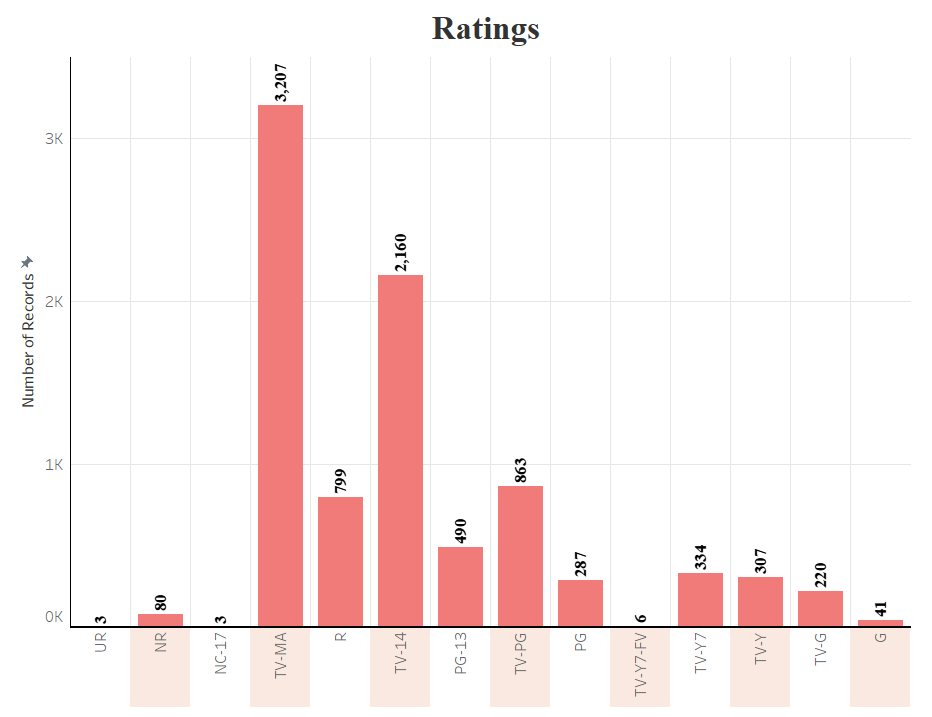 Ratings
Number of Records
3K
2K
1K
0K
3
80
3
3,207
799
2,160
490
863
287
6
334
307
220
41
UR
NR
NC-17
TV-MA
R
TV-14
PG-13
TV-PG
PG
TV-Y7-FV
TV-Y7
TV-Y
TV-G
G